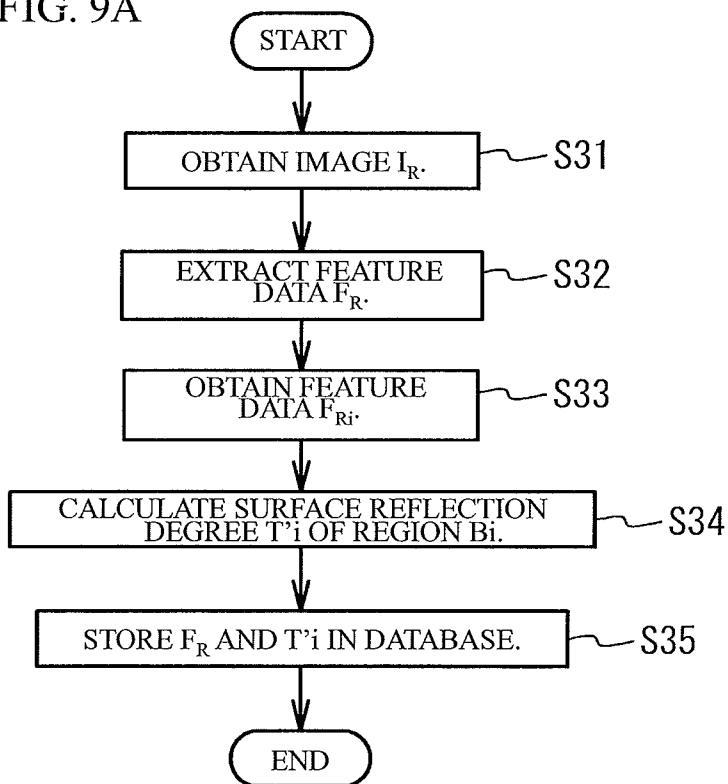 FIG. 9A
START
OBTAIN IMAGE I_R.
S31
EXTRACT FEATURE
DATA F_R.
S32
OBTAIN FEATURE
DATA F_Ri.
S33
CALCULATE SURFACE REFLECTION
DEGREE T'i OF REGION Bi.
S34
STORE F_R AND T'i IN DATABASE.
S35
END